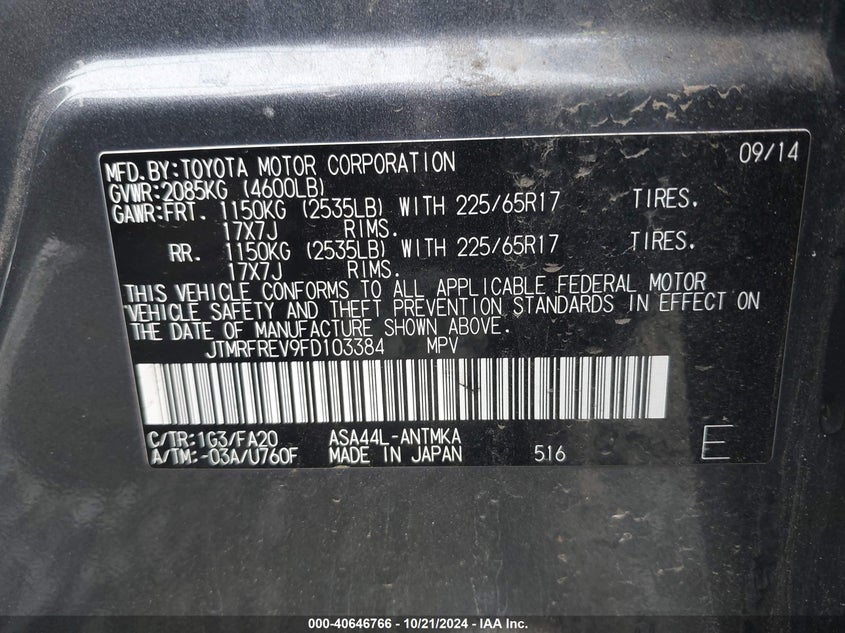 MFD.BY:TOYOTA MOTOR CORPORATION 09/14
GVWR:2085KG (4600LB)
GAWR:FRT. 1150KG (2535LB) WITH 225/65R17 TIRES.
17X7J RIMS.
RR. 1150KG (2535LB) WITH 225/65R17 TIRES.
17X7J RIMS.
THIS VEHICLE CONFORMS TO ALL APPLICABLE FEDERAL MOTOR
VEHICLE SAFETY AND THEFT PREVENTION STANDARDS IN EFFECT ON
THE DATE OF MANUFACTURE SHOWN ABOVE.
JTMRFREV9FD103384 MPV
C/TR:1G3/FA20 ASA44L-ANTMKA
A/TM:-03A/U760F MADE IN JAPAN 516 E
000-40646766 - 10/21/2024 - IAA Inc.